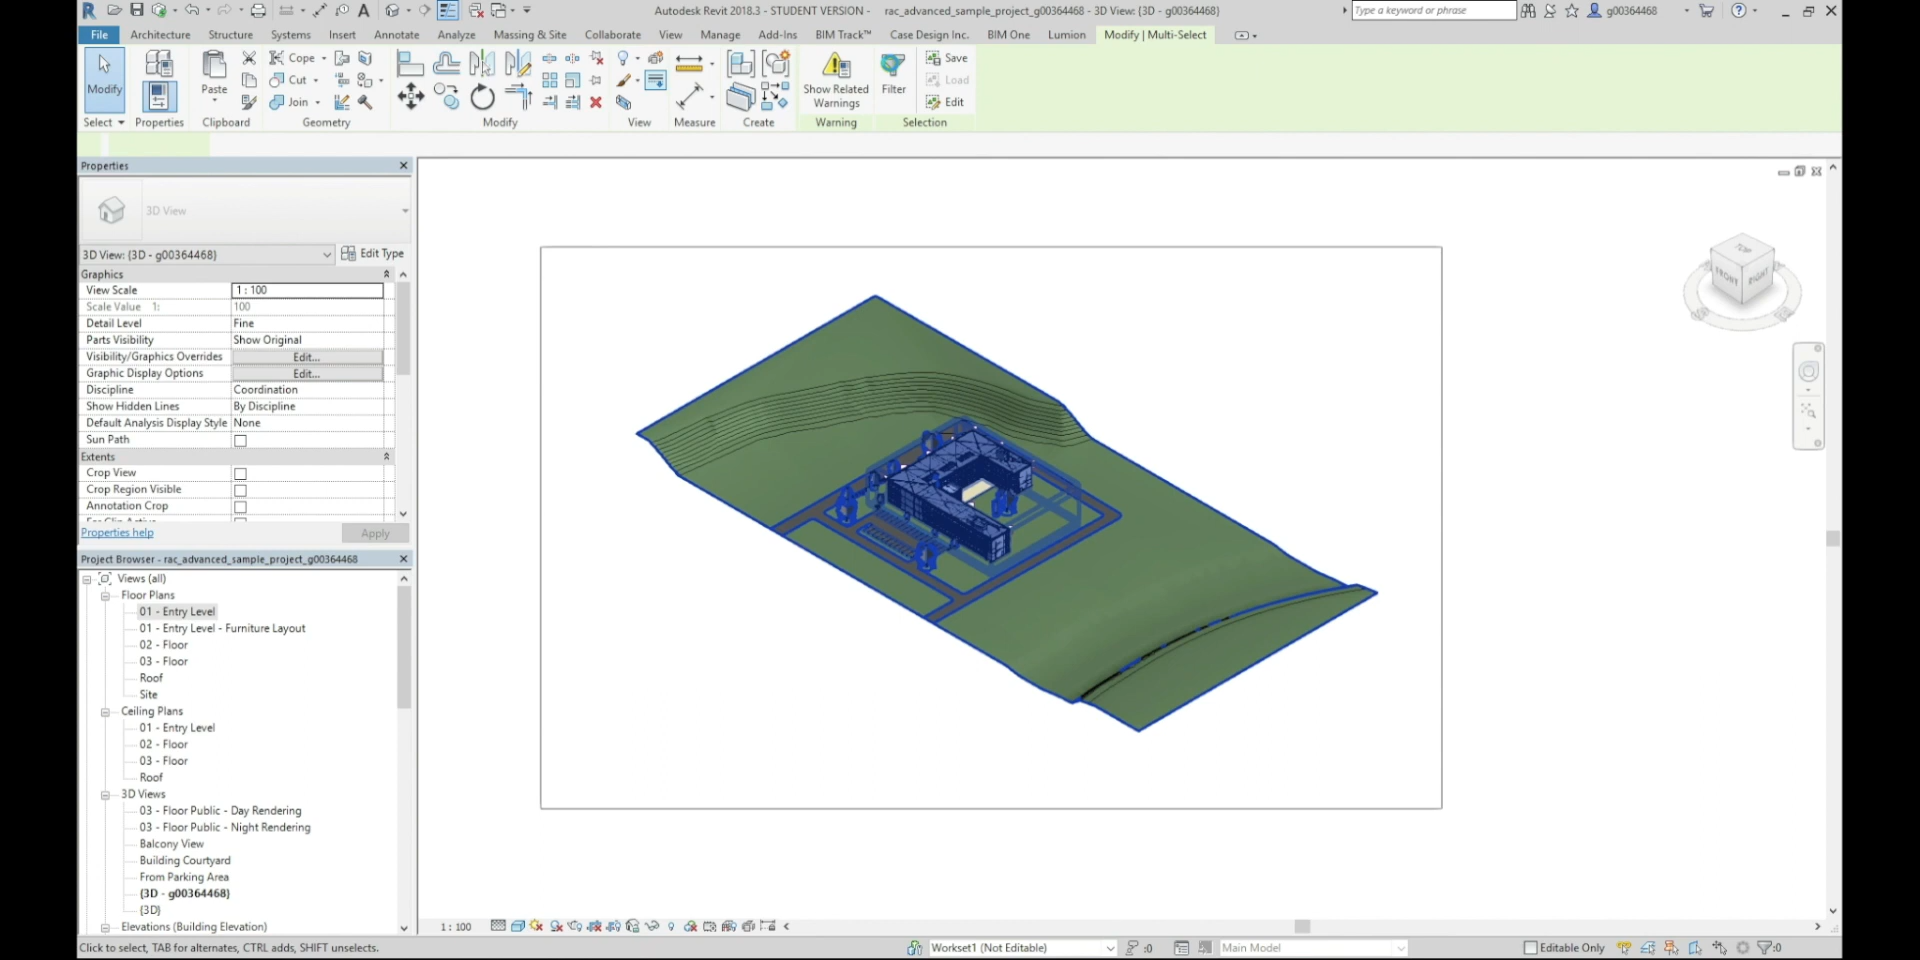 Autodesk Revit 2018.3 - STUDENT VERSION - rac_advanced_sample_project_g00364468 - 3D View: {3D - g00364468}
Type a keyword or phrase
g00364468
File Architecture Structure Systems Insert Annotate Analyze Massing & Site Collaborate View Manage Add-Ins BIM Track™ Case Design Inc. BIM One Lumion Modify | Multi-Select
Cope
Save
Cut
Load
Modify
Paste
Show Related Warnings
Filter
Join
Edit
Select Properties Clipboard Geometry Modify View Measure Create Warning Selection
Properties
3D View
3D View: {3D - g00364468}
Edit Type
Graphics
View Scale 1 : 100
Scale Value 1: 100
Detail Level Fine
Parts Visibility Show Original
Visibility/Graphics Overrides Edit...
Graphic Display Options Edit...
Discipline Coordination
Show Hidden Lines By Discipline
Default Analysis Display Style None
Sun Path
Extents
Crop View
Crop Region Visible
Annotation Crop
Properties help
Apply
Project Browser - rac_advanced_sample_project_g00364468
Views (all)
Floor Plans
01 - Entry Level
01 - Entry Level - Furniture Layout
02 - Floor
03 - Floor
Roof
Site
Ceiling Plans
01 - Entry Level
02 - Floor
03 - Floor
Roof
3D Views
03 - Floor Public - Day Rendering
03 - Floor Public - Night Rendering
Balcony View
Building Courtyard
From Parking Area
{3D - g00364468}
{3D}
Elevations (Building Elevation)
TOP
FRONT
RIGHT
1 : 100
Click to select, TAB for alternates, CTRL adds, SHIFT unselects.
Workset1 (Not Editable)
:0
Main Model
Editable Only
:0